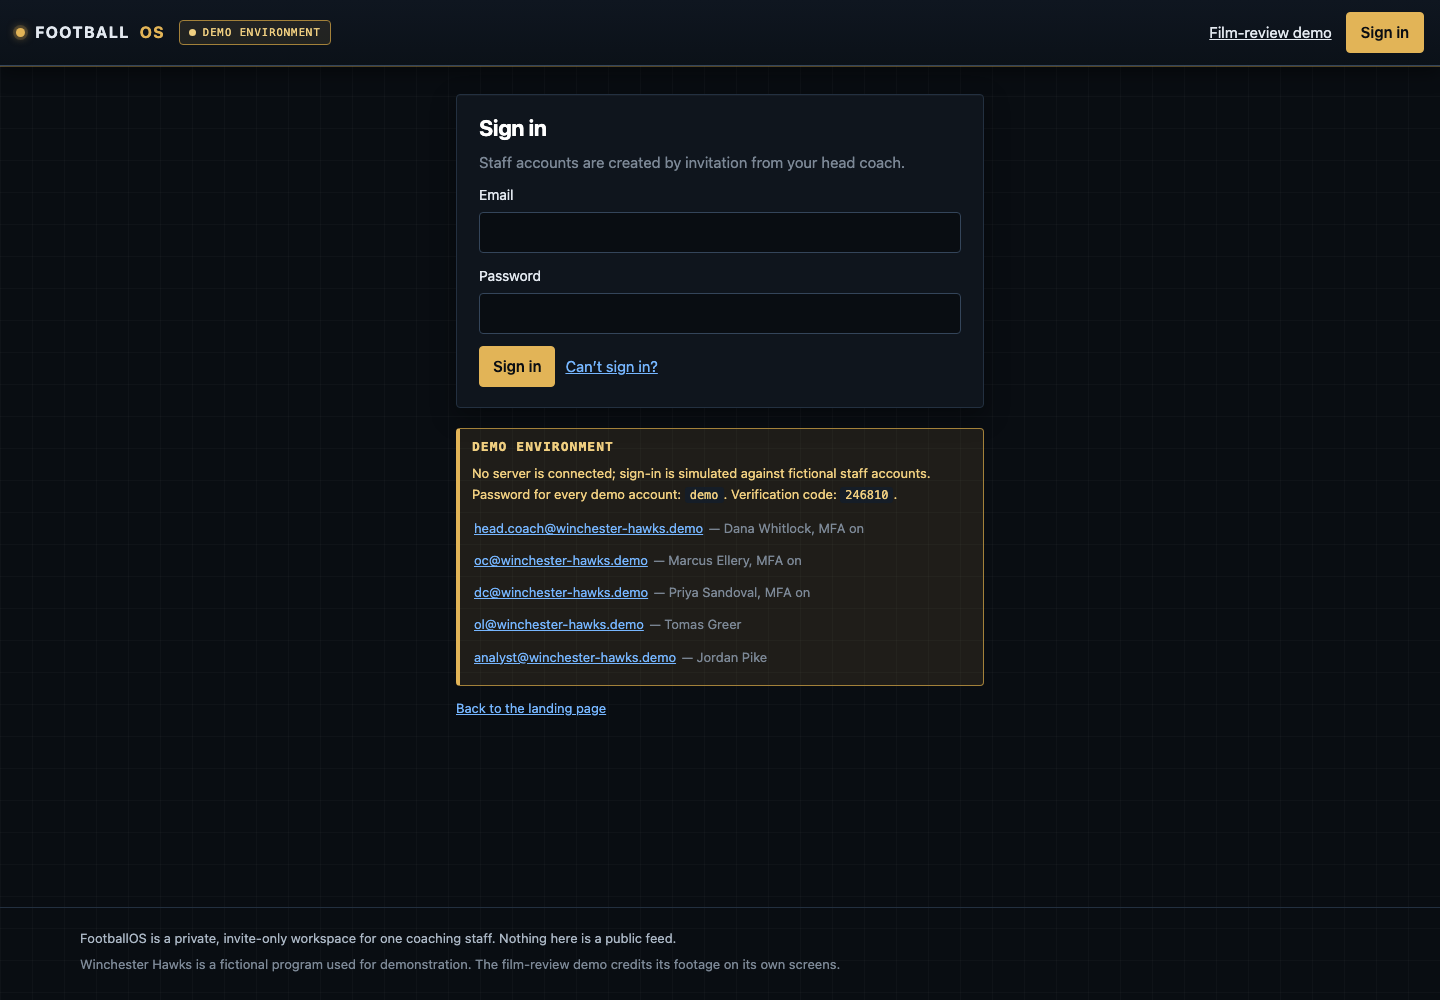 FOOTBALL OS
DEMO ENVIRONMENT
Film-review demo
Sign in
Sign in
Staff accounts are created by invitation from your head coach.
Email
Password
Sign in
Can't sign in?
DEMO ENVIRONMENT
No server is connected; sign-in is simulated against fictional staff accounts.
Password for every demo account: demo . Verification code: 246810 .
head.coach@winchester-hawks.demo — Dana Whitlock, MFA on
oc@winchester-hawks.demo — Marcus Ellery, MFA on
dc@winchester-hawks.demo — Priya Sandoval, MFA on
ol@winchester-hawks.demo — Tomas Greer
analyst@winchester-hawks.demo — Jordan Pike
Back to the landing page
FootballOS is a private, invite-only workspace for one coaching staff. Nothing here is a public feed.
Winchester Hawks is a fictional program used for demonstration. The film-review demo credits its footage on its own screens.